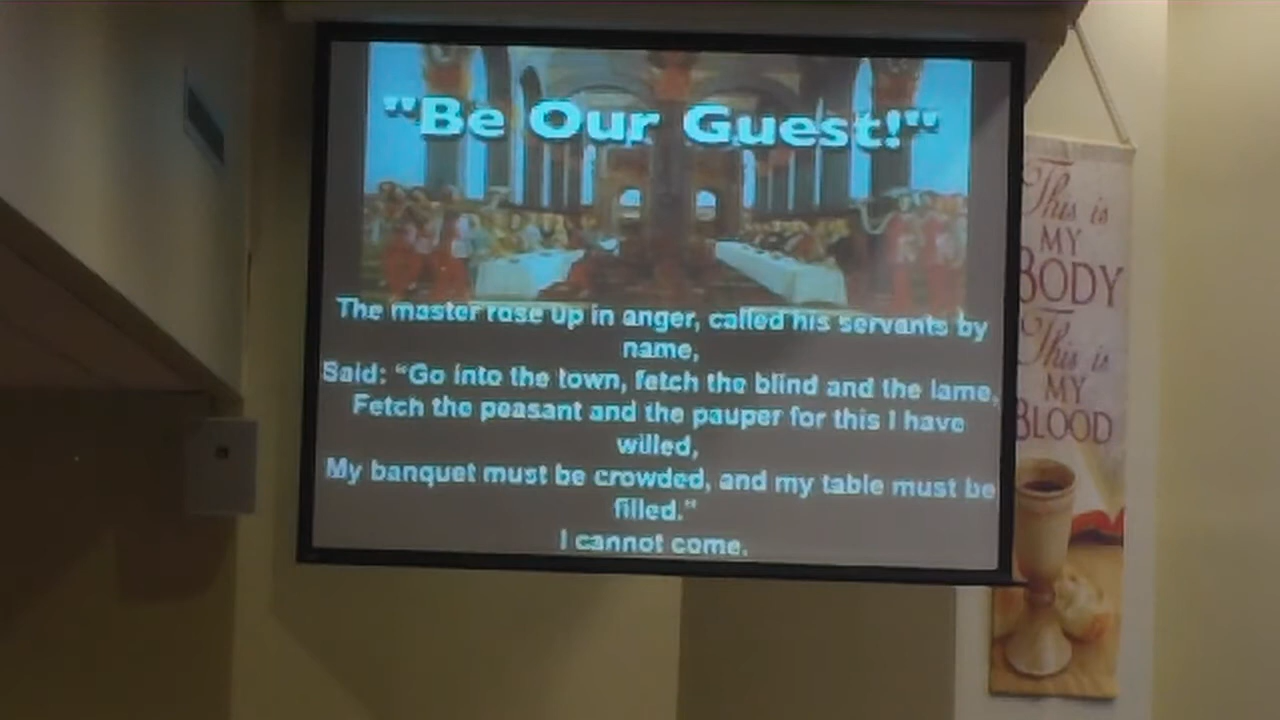 "Be Our Guest!"
The master rose up in anger, called his servants by
name,
Said: “Go into the town, fetch the blind and the lame,
Fetch the peasant and the pauper for this I have
willed,
My banquet must be crowded, and my table must be
filled.”
I cannot come.
This is
MY
BODY
This is
MY
BLOOD